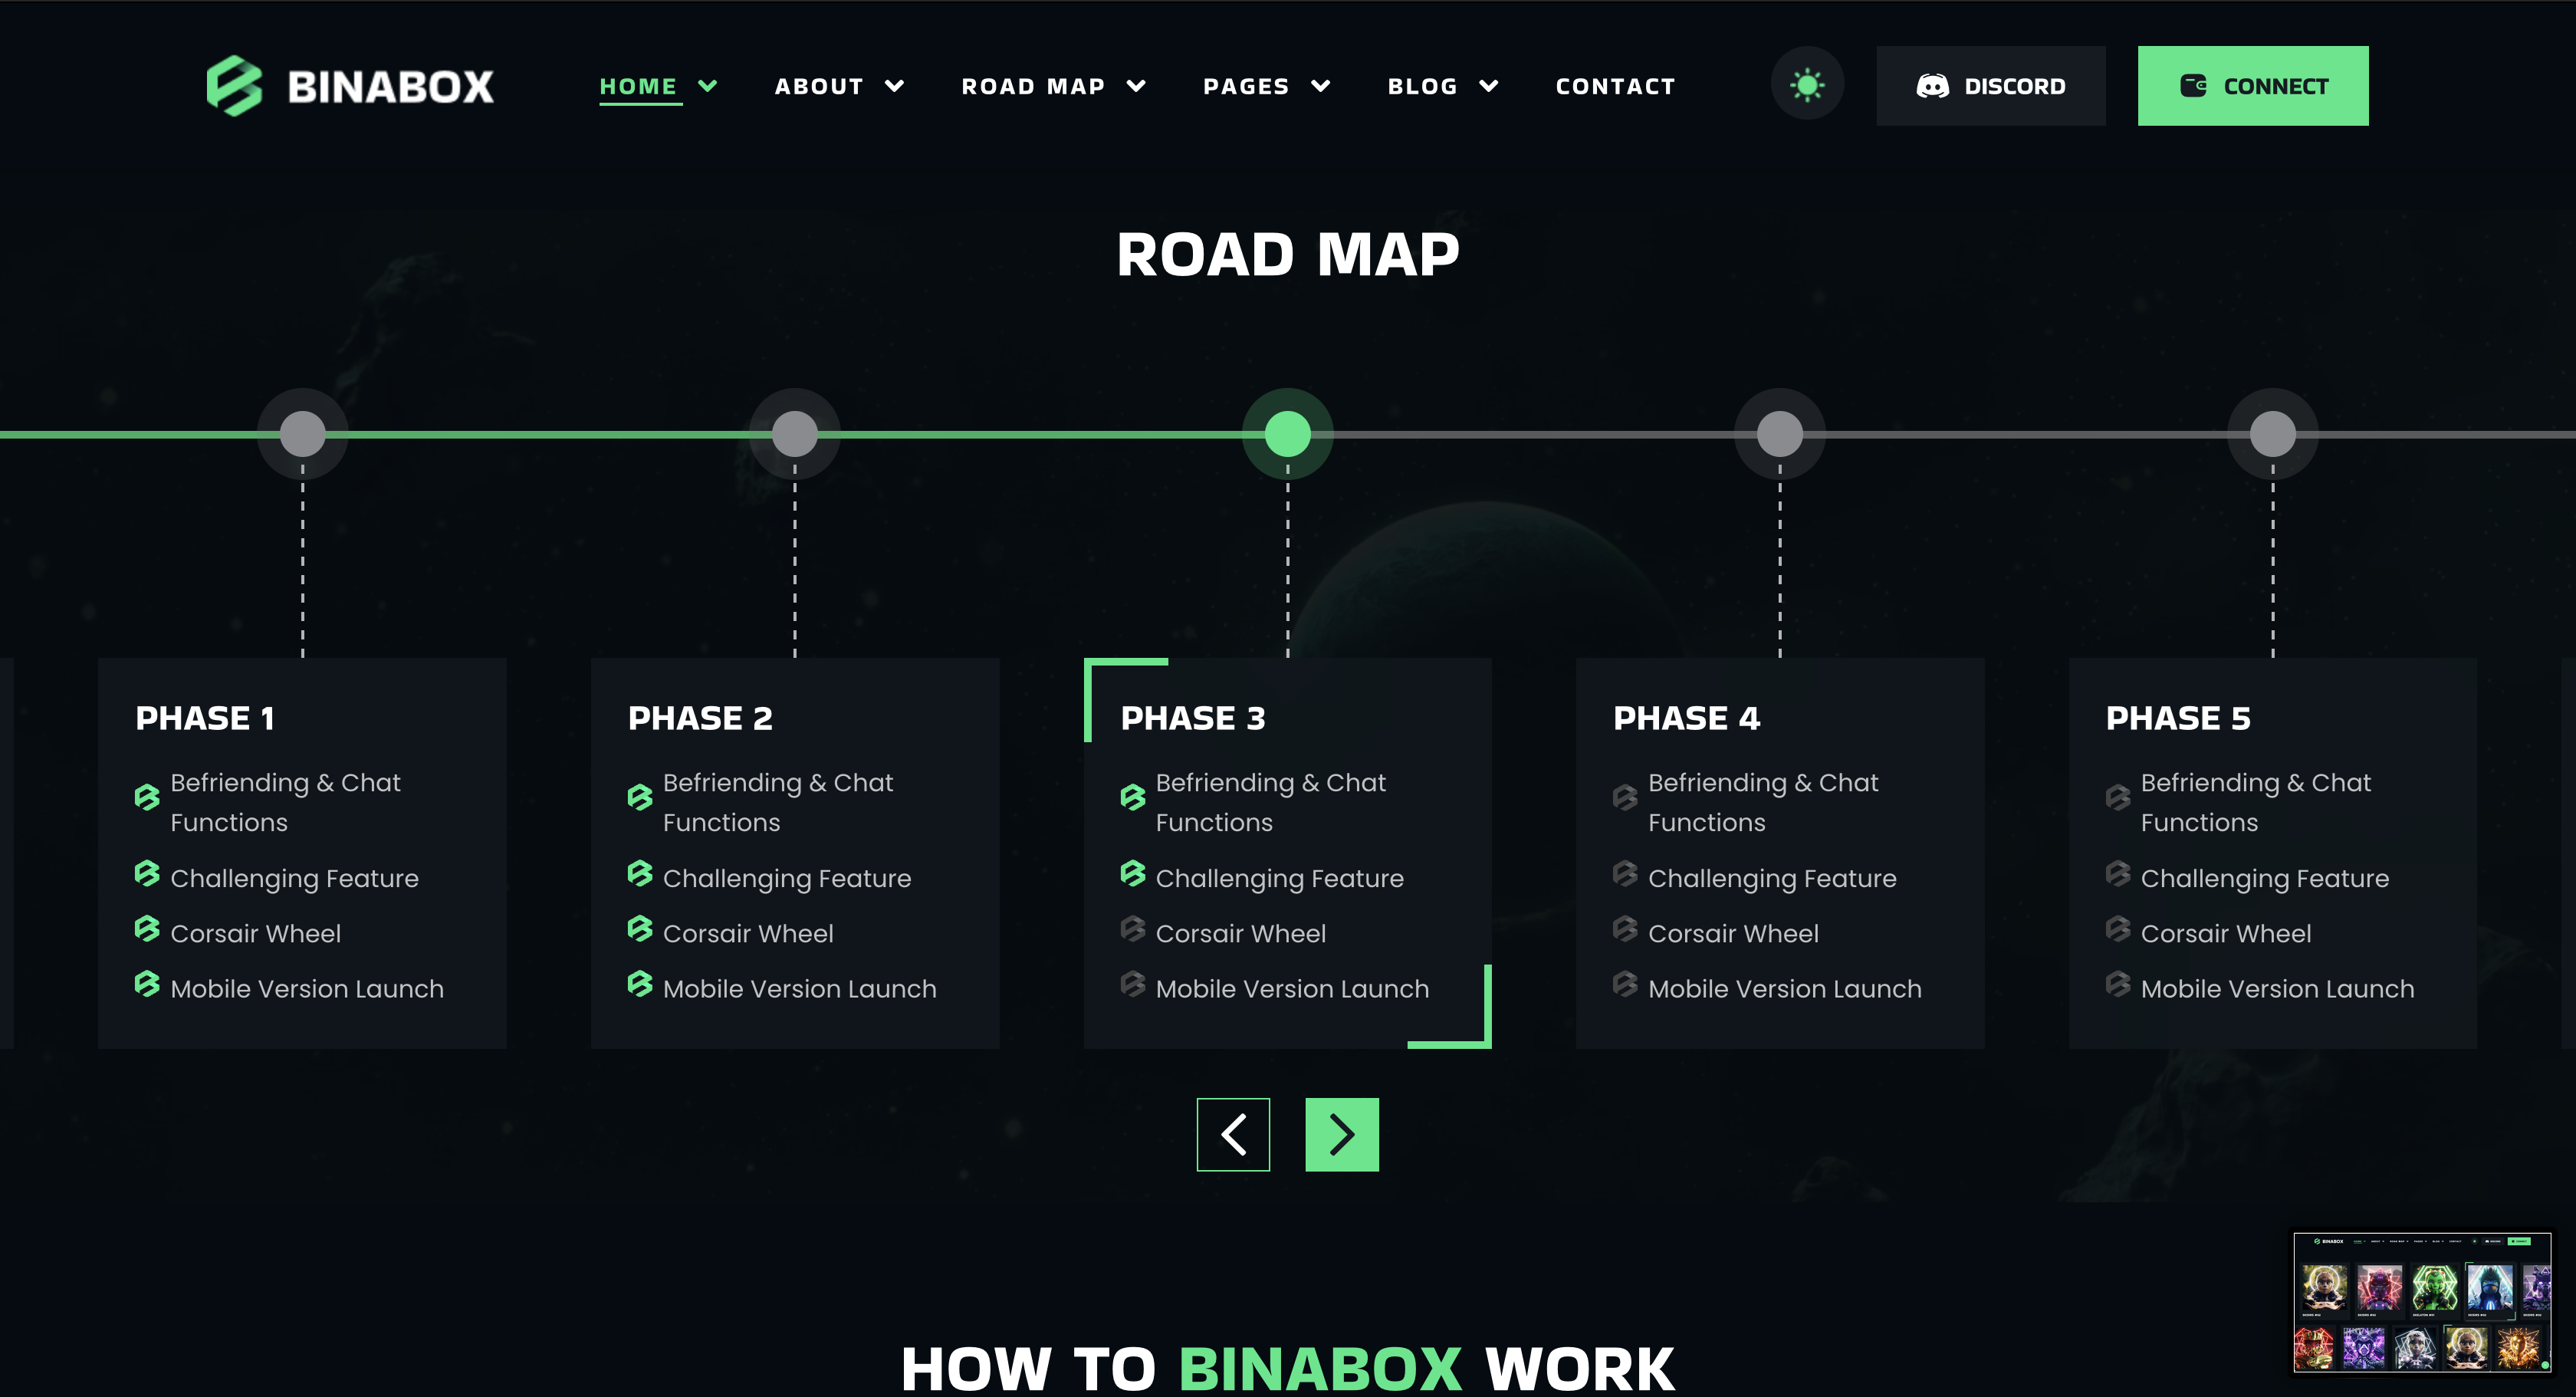 BINABOX
HOME
ABOUT
ROAD MAP
PAGES
BLOG
CONTACT
DISCORD
CONNECT
ROAD MAP
PHASE 1
Befriending & Chat
Functions
Challenging Feature
Corsair Wheel
Mobile Version Launch
PHASE 2
Befriending & Chat
Functions
Challenging Feature
Corsair Wheel
Mobile Version Launch
PHASE 3
Befriending & Chat
Functions
Challenging Feature
Corsair Wheel
Mobile Version Launch
PHASE 4
Befriending & Chat
Functions
Challenging Feature
Corsair Wheel
Mobile Version Launch
PHASE 5
Befriending & Chat
Functions
Challenging Feature
Corsair Wheel
Mobile Version Launch
HOW TO BINABOX WORK
BINABOX